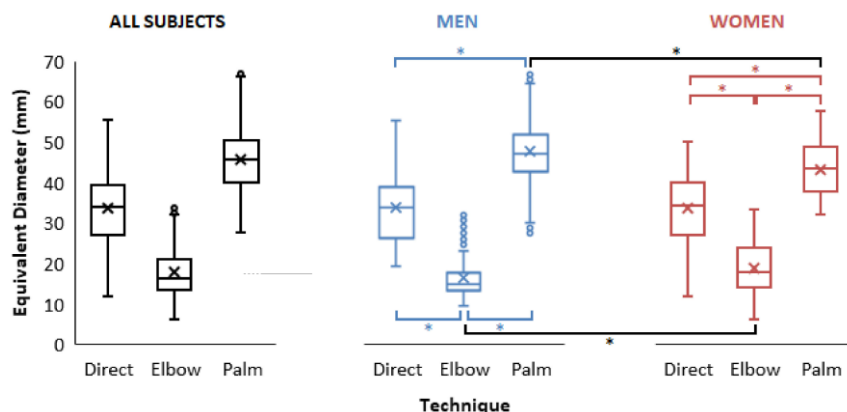 ALL SUBJECTS
MEN
WOMEN
Equivalent Diameter (mm)
70
60
50
40
30
20
10
0
*
*
*
*
*
*
*
*
Direct Elbow Palm
Direct Elbow Palm
Direct Elbow Palm
Technique